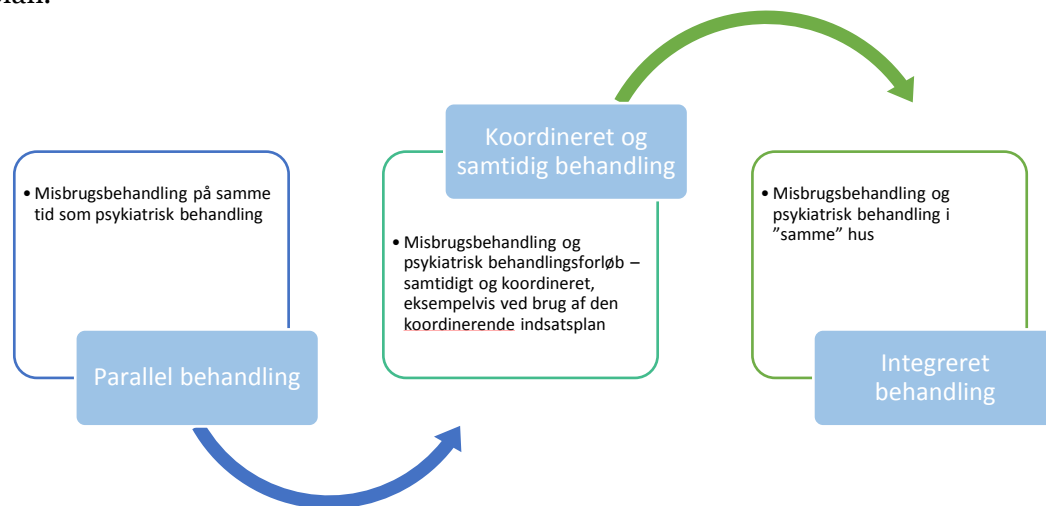 • Misbrugsbehandling på samme
tid som psykiatrisk behandling
Parallel behandling
Koordineret og
samtidig behandling
• Misbrugsbehandling og
psykiatrisk behandlingsforløb –
samtidigt og koordineret,
eksempelvis ved brug af den
koordinerende indsatsplan
• Misbrugsbehandling og
psykiatrisk behandling i
”samme” hus
Integreret
behandling